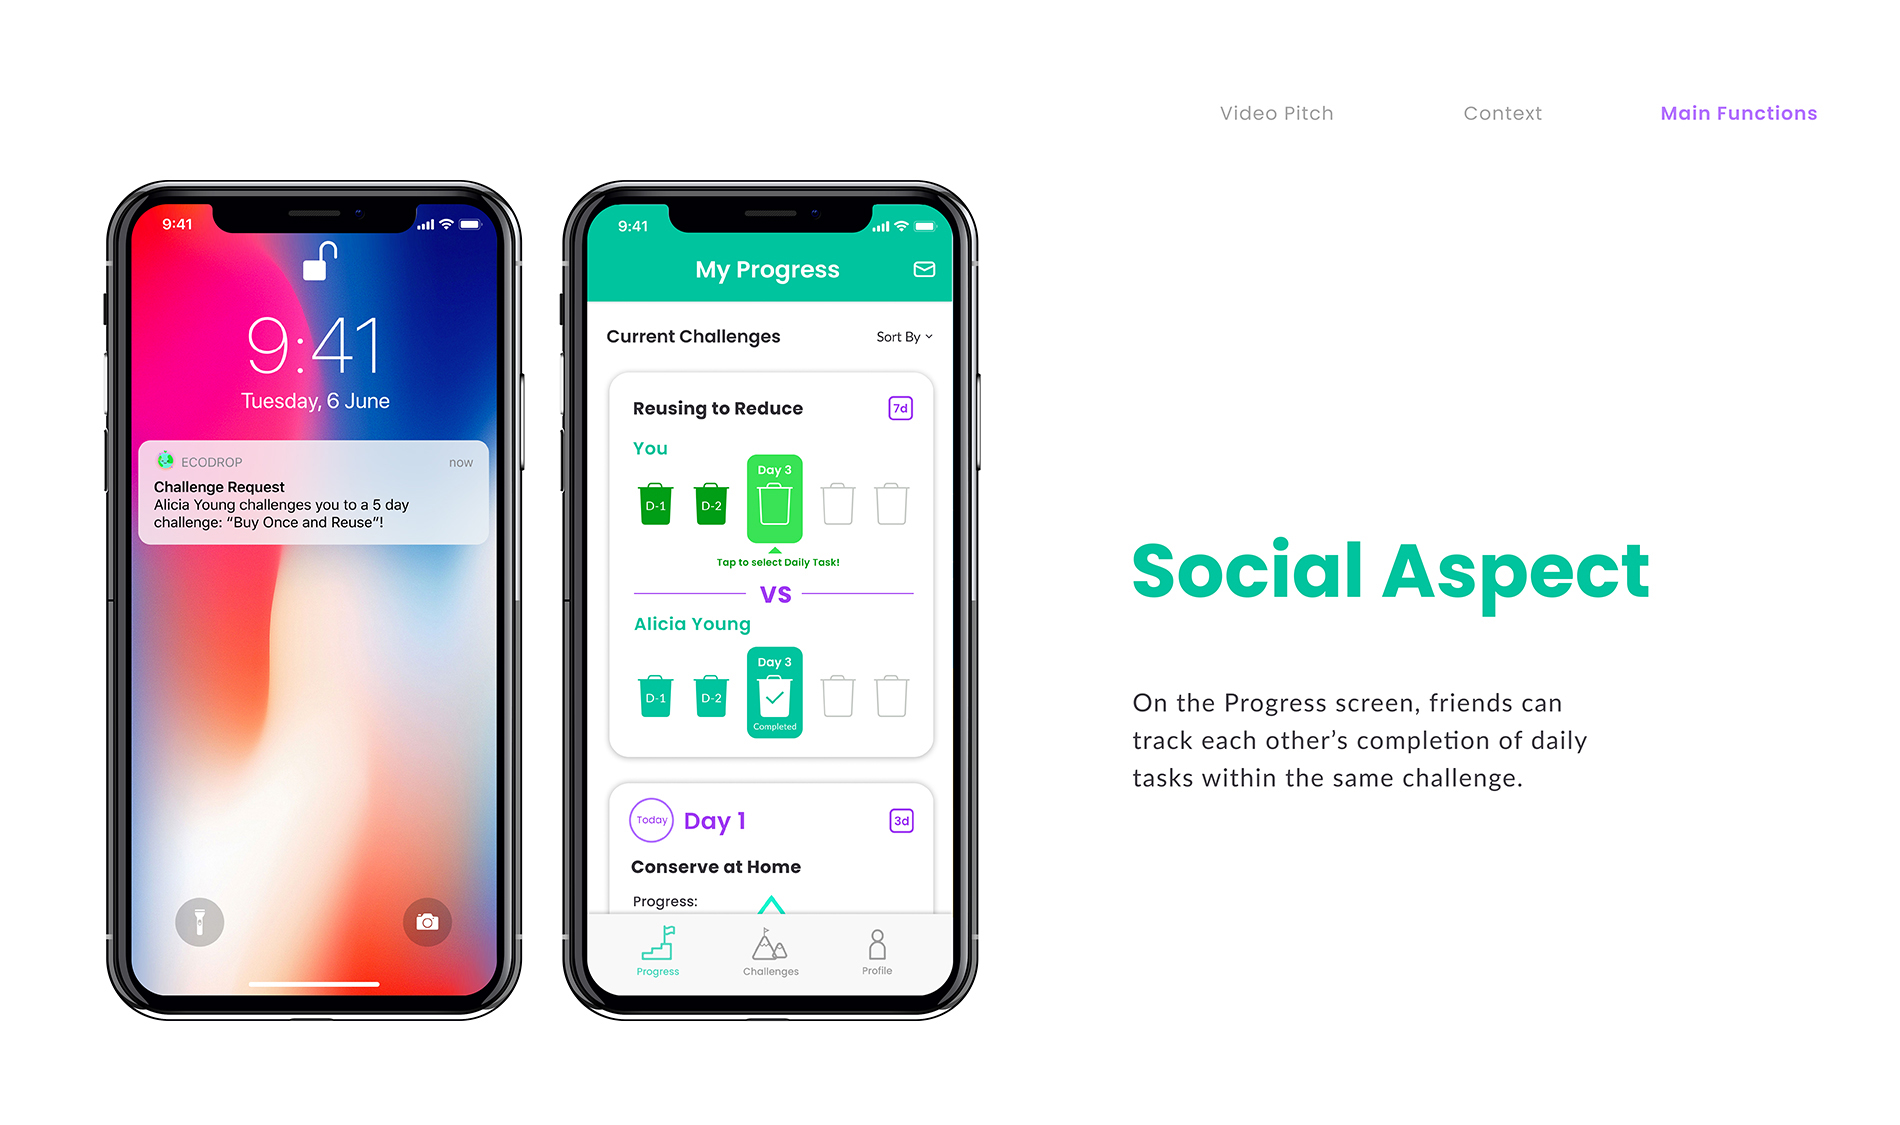 Video Pitch
Context
Main Functions
9:41
9:41
Tuesday, 6 June
ECODROP
now
Challenge Request
Alicia Young challenges you to a 5 day
challenge: “Buy Once and Reuse”!
9:41
My Progress
Current Challenges
Sort By
Reusing to Reduce
7d
You
D-1
D-2
Day 3
Tap to select Daily Task!
VS
Alicia Young
D-1
D-2
Day 3
Completed
Today
Day 1
3d
Conserve at Home
Progress:
Progress
Challenges
Profile
Social Aspect
On the Progress screen, friends can
track each other’s completion of daily
tasks within the same challenge.